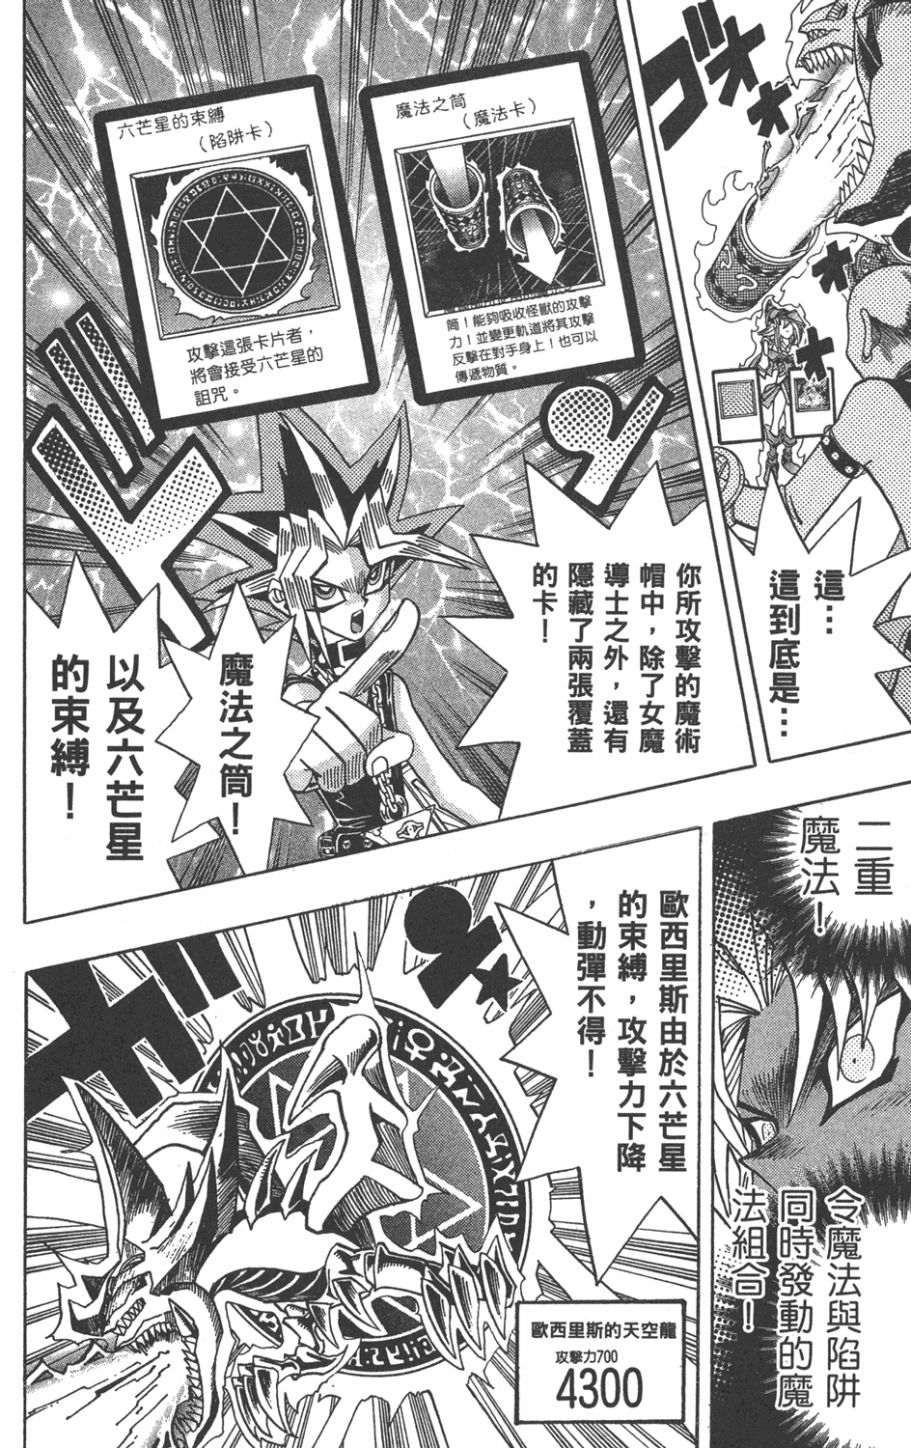 ゴオオ
這…
這到底是…
魔法之筒
（魔法卡）
筒！能夠吸收怪獸的攻擊
力！並變更軌道將其攻擊
反擊在對手身上！也可以
傳遞物質。
六芒星的束縛
（陷阱卡）
攻擊這張卡片者，
將會接受六芒星的
詛咒。
你所攻擊的魔術
帽中，除了女魔
導士之外，還有
隱藏了兩張覆蓋
的卡！
魔法之筒！
以及六芒星
的束縛！
二重
魔法！
令魔法與陷阱
同時發動的魔
法組合！
歐西里斯由於六芒星
的束縛，攻擊力下降
，動彈不得！
歐西里斯的天空龍
攻擊力700
4300